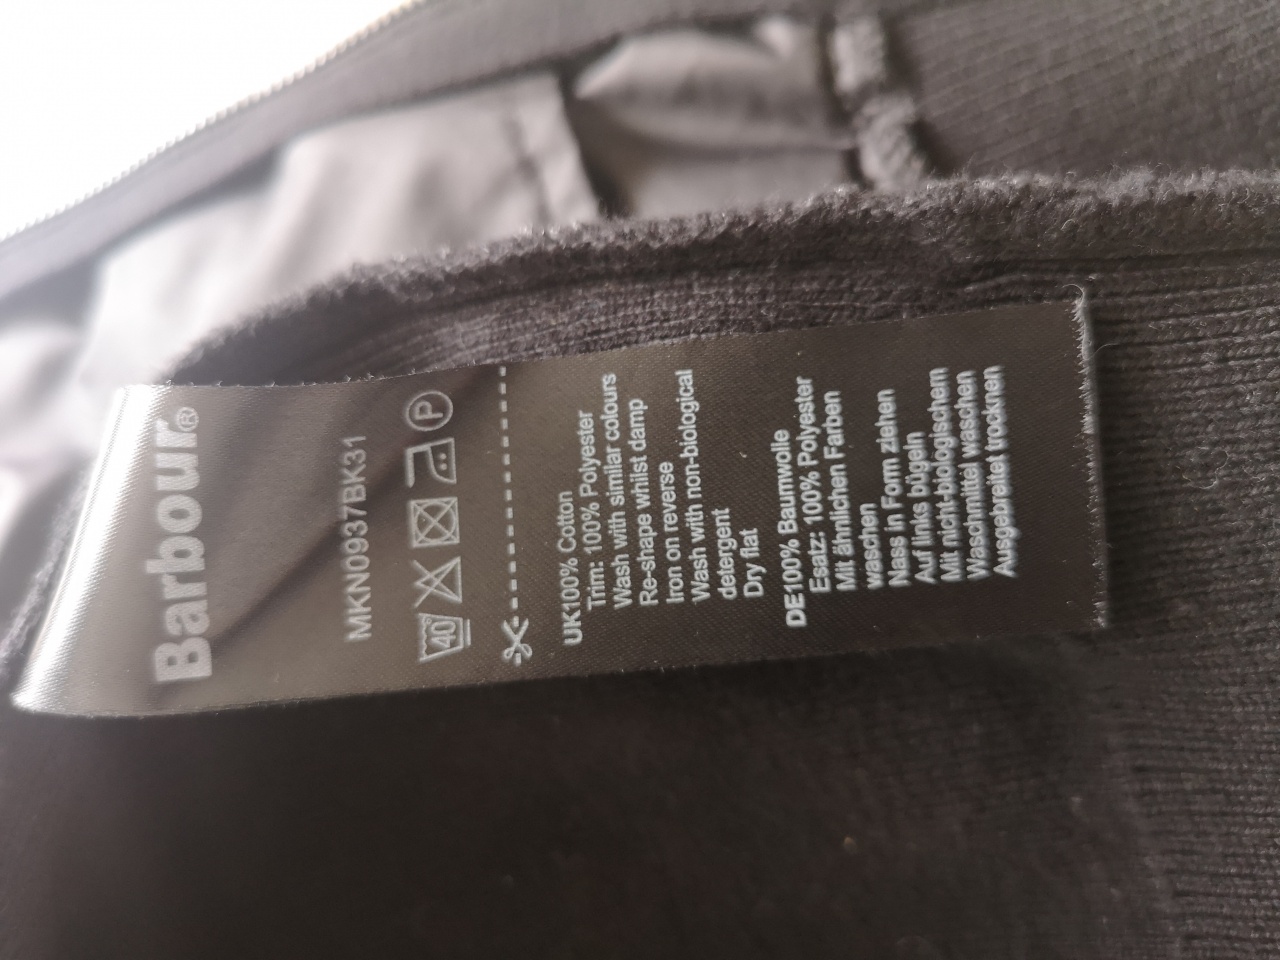 Barbour®
MKN0937BK31
40 P
UK100% Cotton
Trim: 100% Polyester
Wash with similar colours
Re-shape whilst damp
Iron on reverse
Wash with non-biological
detergent
Dry flat
DE100% Baumwolle
Esatz: 100% Polyester
Mit ähnlichen Farben
waschen
Nass in Form ziehen
Auf links bügeln
Mit nicht-biologischem
Waschmittel waschen
Ausgebreitet trocknen